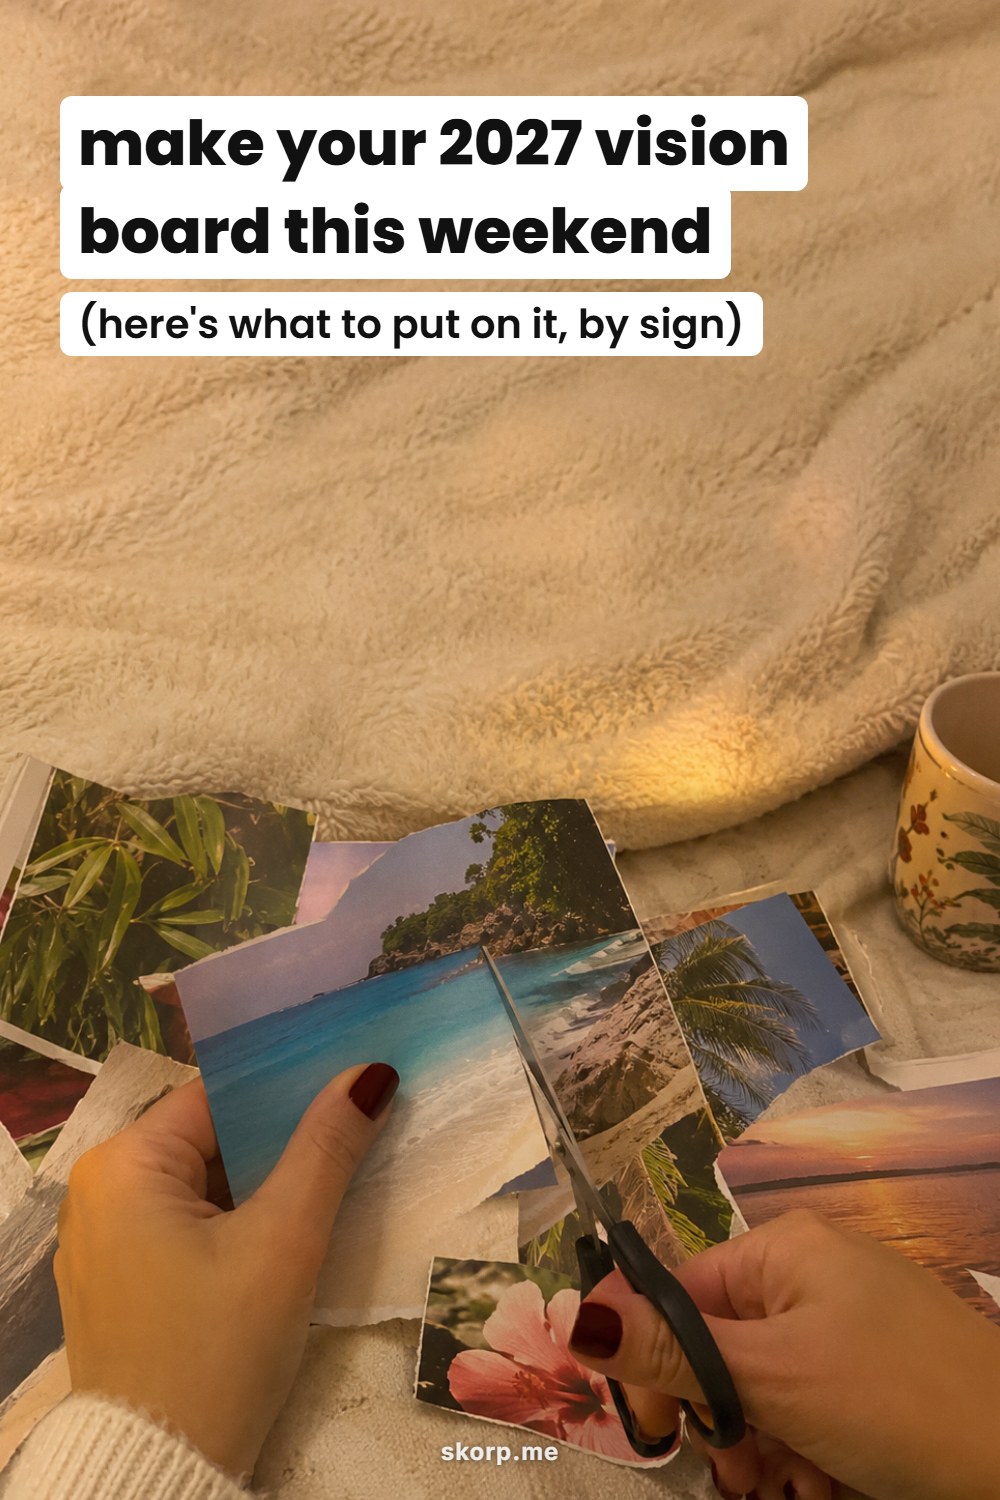 make your 2027 vision
board this weekend
(here's what to put on it, by sign)
skorp.me